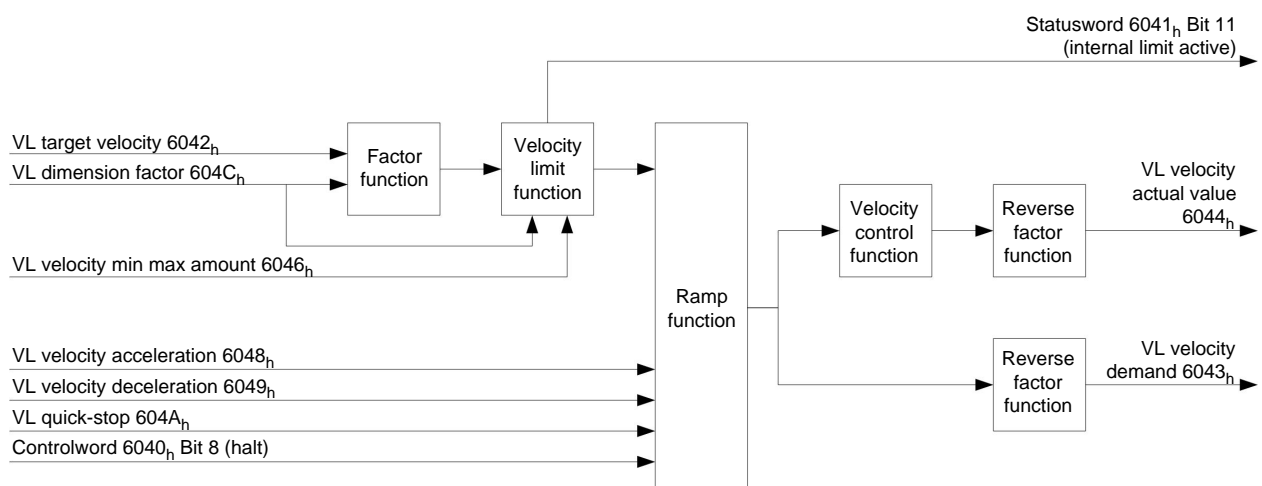 Statusword 6041h Bit 11
(internal limit active)
VL target velocity 6042h
VL dimension factor 604Ch
Factor
function
Velocity
limit
function
VL velocity min max amount 6046h
Ramp
function
Velocity
control
function
Reverse
factor
function
VL velocity
actual value
6044h
VL velocity acceleration 6048h
VL velocity deceleration 6049h
VL quick-stop 604Ah
Controlword 6040h Bit 8 (halt)
Reverse
factor
function
VL velocity
demand 6043h